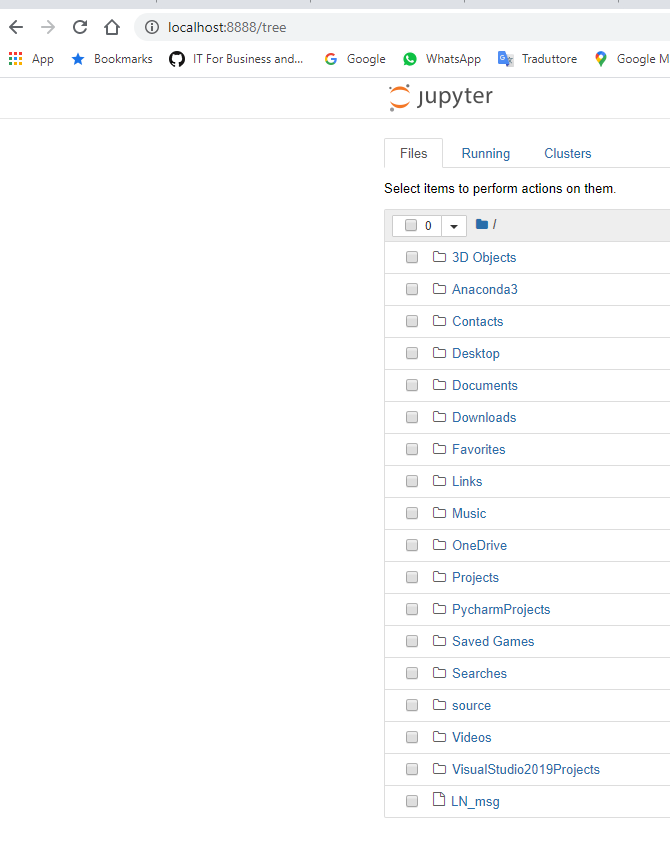 localhost:8888/tree
App Bookmarks IT For Business and... Google WhatsApp Traduttore Google M
jupyter
Files Running Clusters
Select items to perform actions on them.
0 /
3D Objects
Anaconda3
Contacts
Desktop
Documents
Downloads
Favorites
Links
Music
OneDrive
Projects
PycharmProjects
Saved Games
Searches
source
Videos
VisualStudio2019Projects
LN_msg